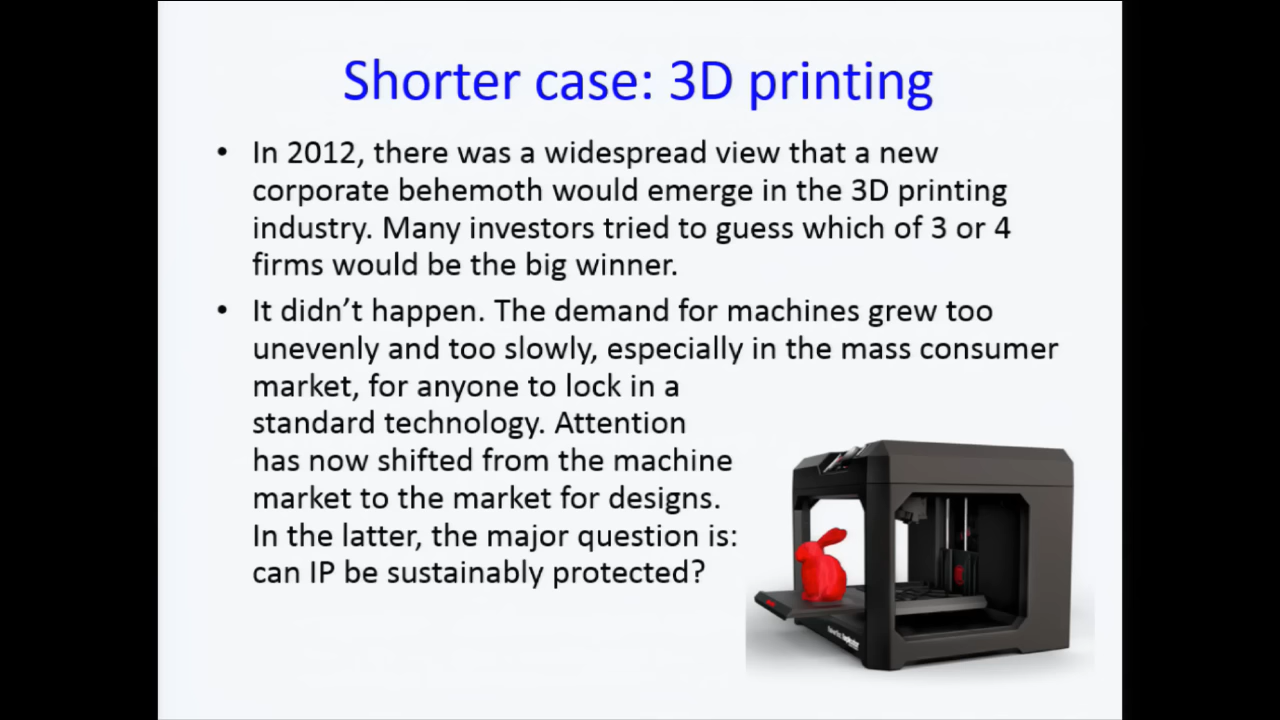 Shorter case: 3D printing
• In 2012, there was a widespread view that a new
corporate behemoth would emerge in the 3D printing
industry. Many investors tried to guess which of 3 or 4
firms would be the big winner.
• It didn’t happen. The demand for machines grew too
unevenly and too slowly, especially in the mass consumer
market, for anyone to lock in a
standard technology. Attention
has now shifted from the machine
market to the market for designs.
In the latter, the major question is:
can IP be sustainably protected?